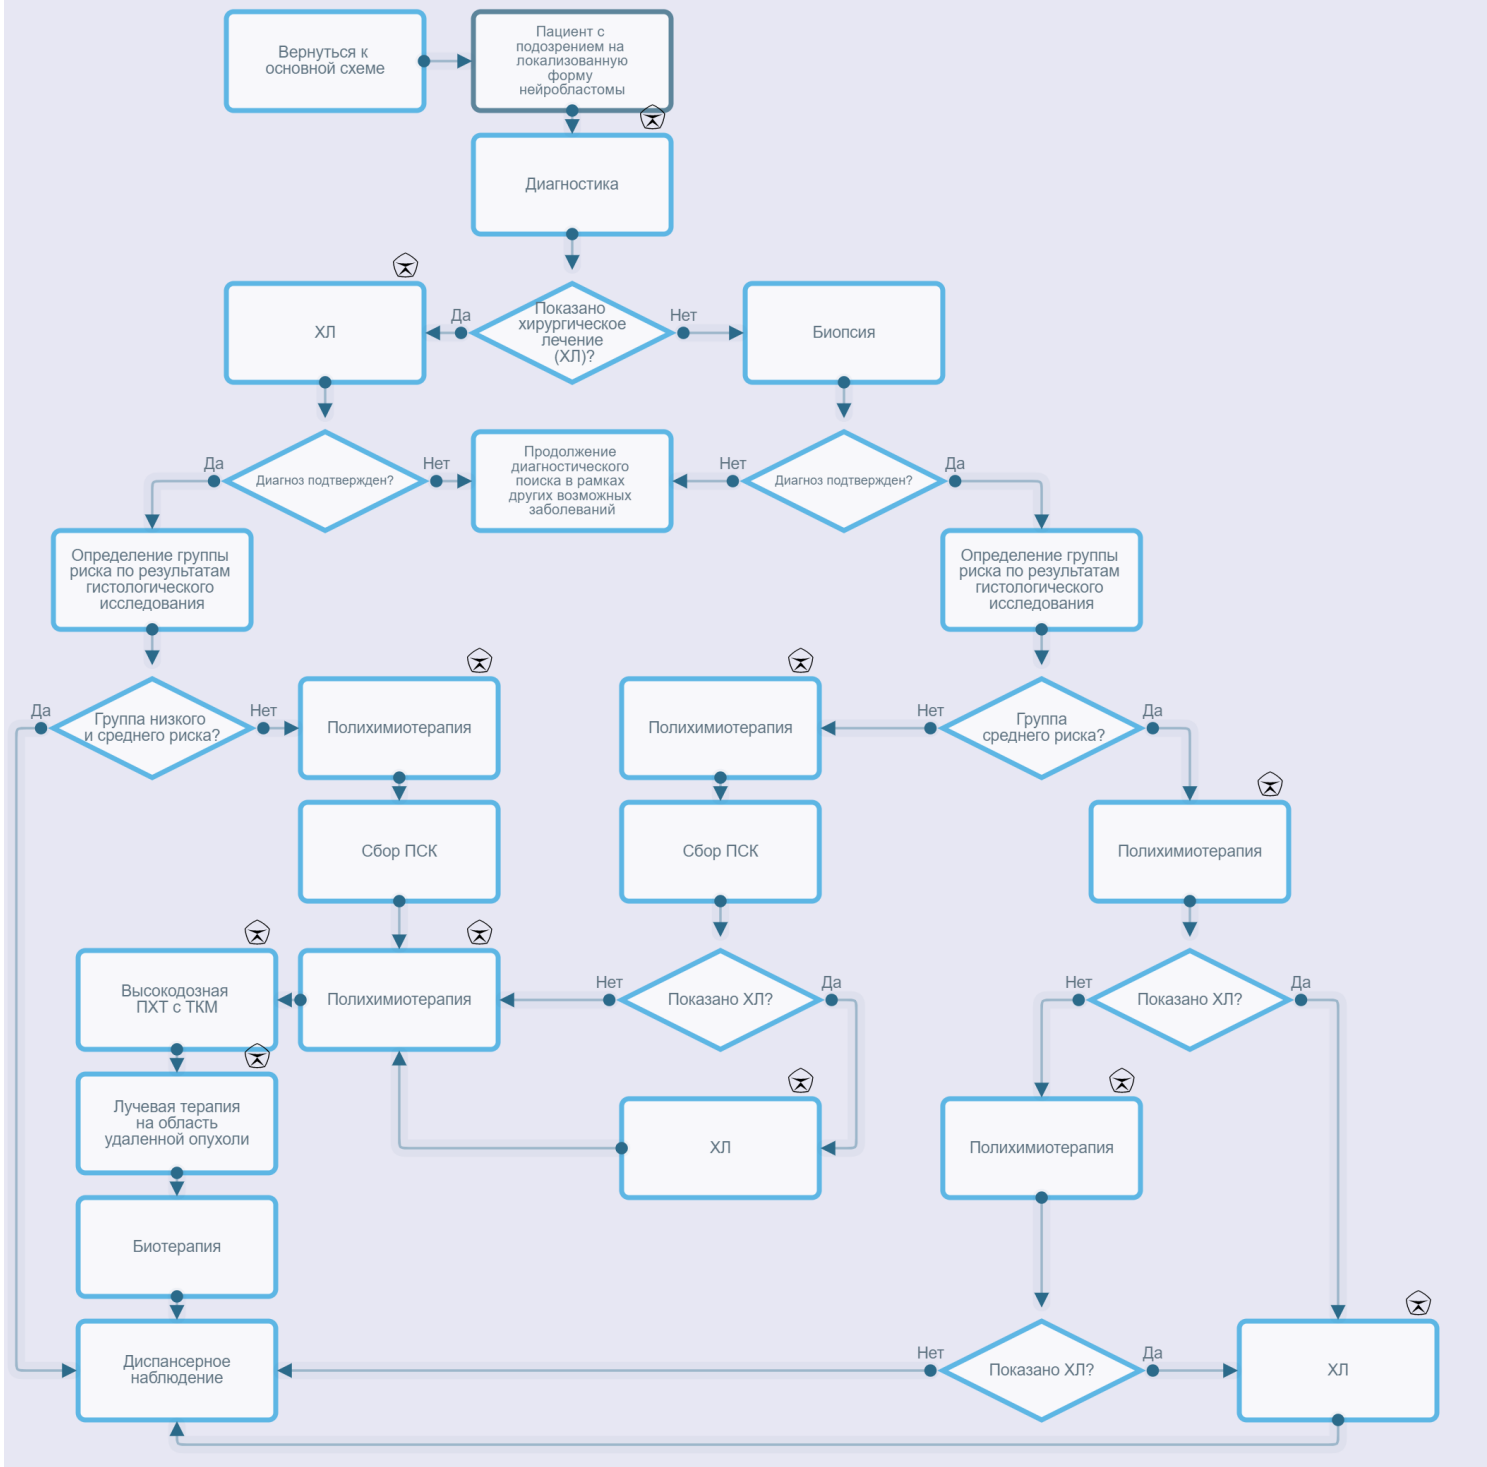 Вернуться к
основной схеме
Пациент с
подозрением на
локализованную
форму
нейробластомы
Диагностика
ХЛ
Да
Показано
хирургическое
лечение
(ХЛ)?
Нет
Биопсия
Да
Диагноз подтвержден?
Нет
Продолжение
диагностического
поиска в рамках
других возможных
заболеваний
Нет
Диагноз подтвержден?
Да
Определение группы
риска по результатам
гистологического
исследования
Определение группы
риска по результатам
гистологического
исследования
Да
Группа низкого
и среднего риска?
Нет
Полихимиотерапия
Полихимиотерапия
Нет
Группа
среднего риска?
Да
Сбор ПСК
Сбор ПСК
Полихимиотерапия
Высокодозная
ПХТ с ТКМ
Полихимиотерапия
Нет
Показано ХЛ?
Да
Нет
Показано ХЛ?
Да
Лучевая терапия
на область
удаленной опухоли
ХЛ
Полихимиотерапия
Биотерапия
Диспансерное
наблюдение
Нет
Показано ХЛ?
Да
ХЛ